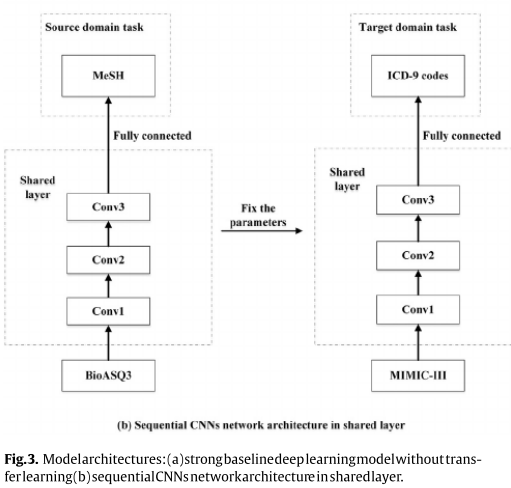 Source domain task
MeSH
Fully connected
Shared
layer
Conv3
Conv2
Conv1
BioASQ3
Fix the
parameters
Target domain task
ICD-9 codes
Fully connected
Shared
layer
Conv3
Conv2
Conv1
MIMIC-III
(b) Sequential CNNs network architecture in shared layer
Fig.3. Model architectures: (a) strong baseline deep learning model without trans-
fer learning (b) sequential CNNs network architecture in shared layer.